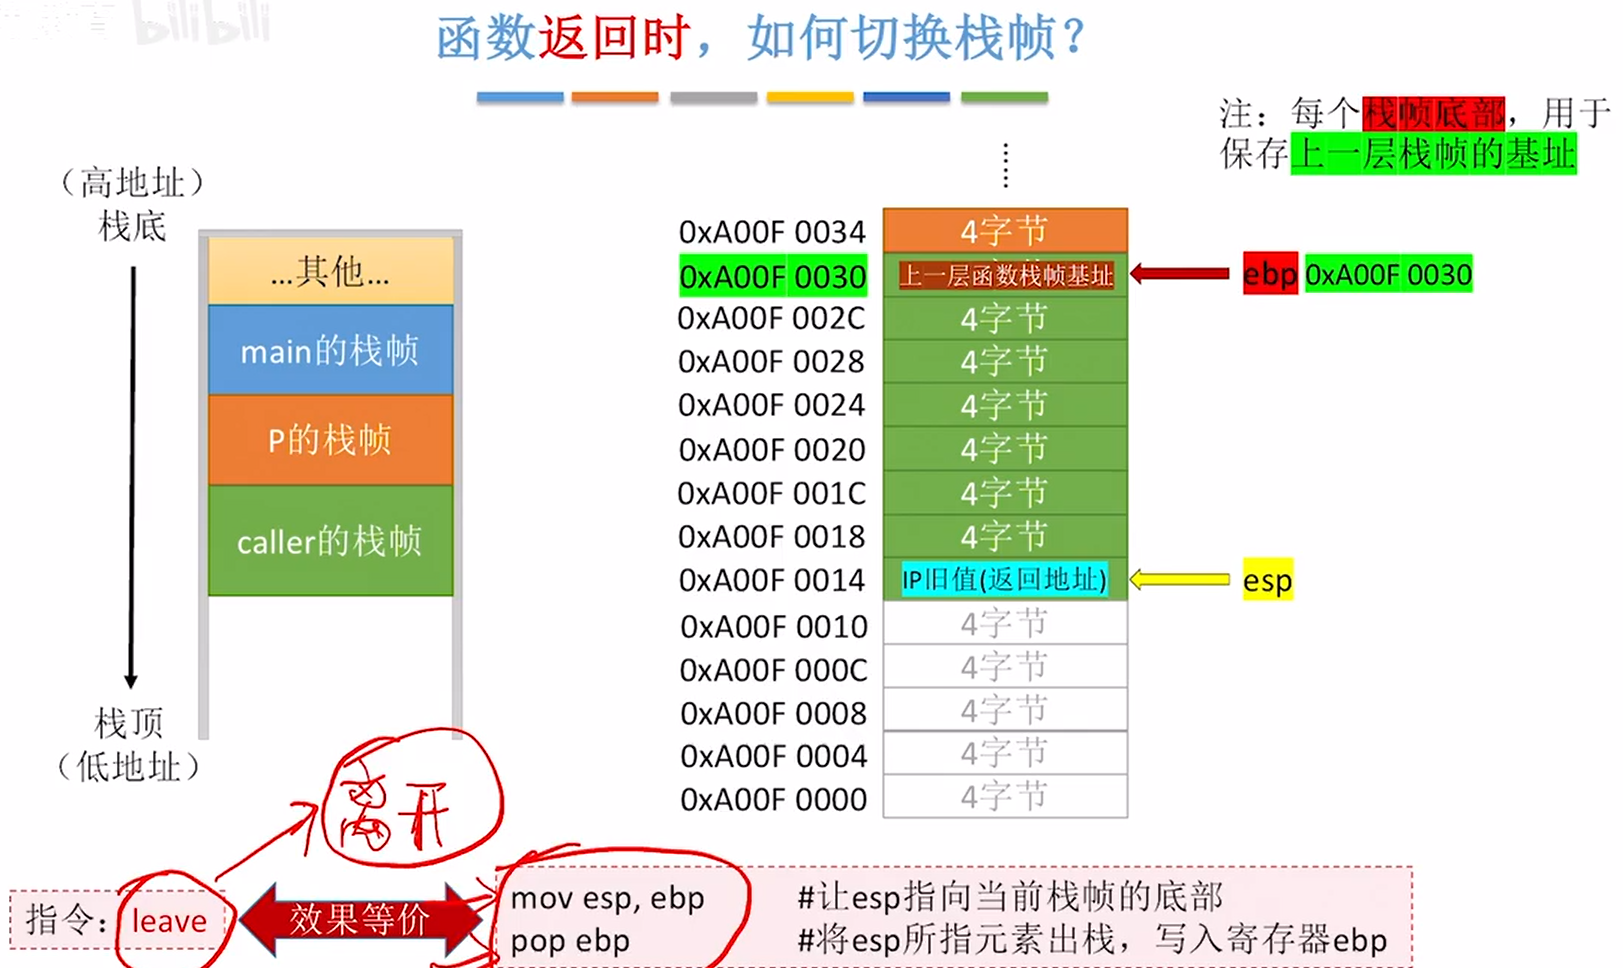 bilibili
函数返回时，如何切换栈帧？
注：每个栈帧底部，用于
保存上一层栈帧的基址
（高地址）
栈底
...其他...
main的栈帧
P的栈帧
caller的栈帧
栈顶
（低地址）
0xA00F 0034 4字节
0xA00F 0030 上一层函数栈帧基址 ebp 0xA00F 0030
0xA00F 002C 4字节
0xA00F 0028 4字节
0xA00F 0024 4字节
0xA00F 0020 4字节
0xA00F 001C 4字节
0xA00F 0018 4字节
0xA00F 0014 IP旧值(返回地址) esp
0xA00F 0010 4字节
0xA00F 000C 4字节
0xA00F 0008 4字节
0xA00F 0004 4字节
0xA00F 0000 4字节
离开
指令：leave
效果等价
mov esp, ebp #让esp指向当前栈帧的底部
pop ebp #将esp所指元素出栈，写入寄存器ebp